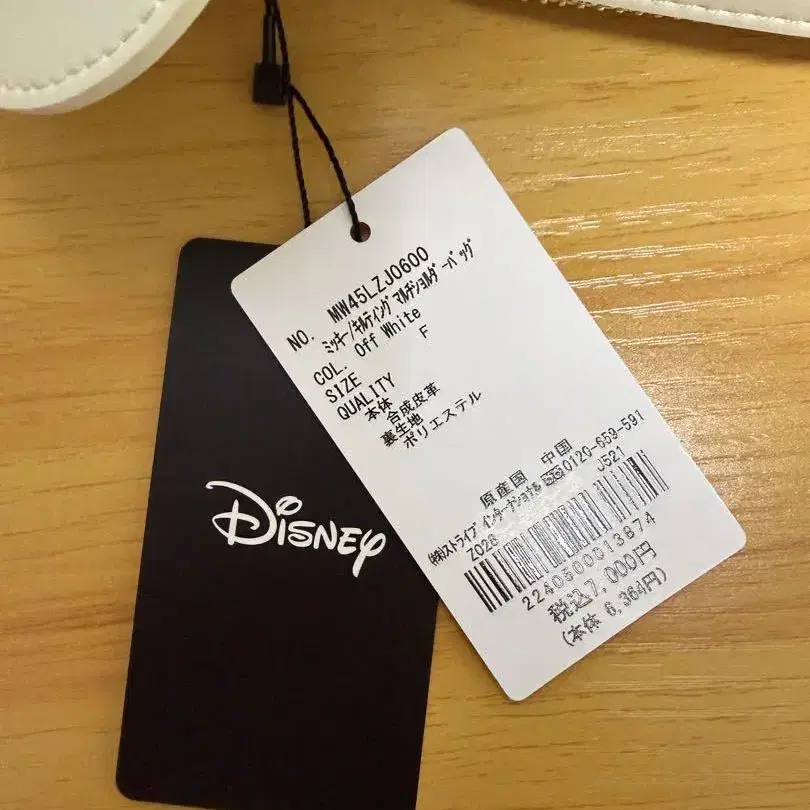 NO. MW45LZJ0600
ミッキー/キルティングマルチショルダーバッグ
COL. Off White
SIZE F
QUALITY
本体 合成皮革
裏生地
ポリエステル
原産国 中国
(株)ストライプ インターナショナル 0120-659-591
Z028 J521
2240600013874
税込7,000円
(本体 6,364円)
Disney